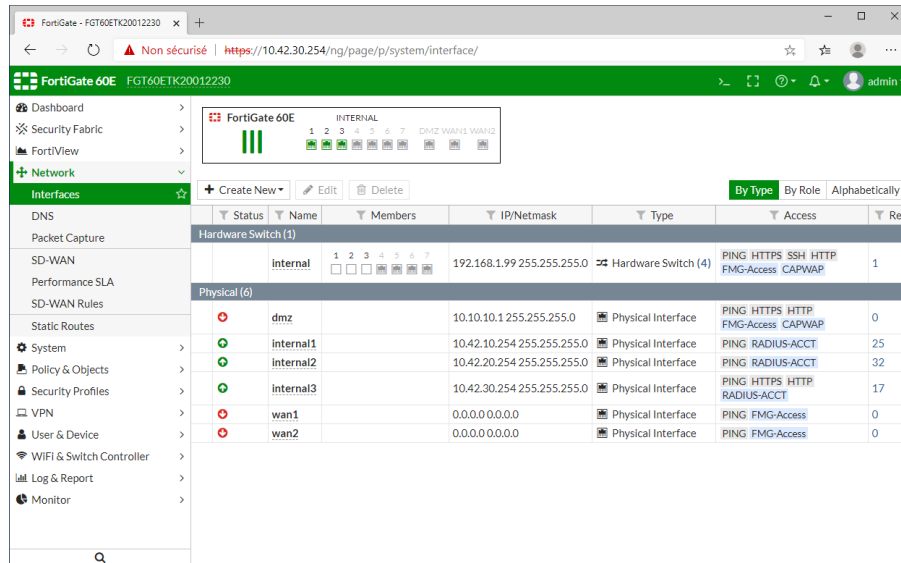 FortiGate - FGT60ETK20012230
Non sécurisé | https://10.42.30.254/ng/page/p/system/interface/
FortiGate 60E FGT60ETK20012230
admin
Dashboard
Security Fabric
FortiView
Network
Interfaces
DNS
Packet Capture
SD-WAN
Performance SLA
SD-WAN Rules
Static Routes
System
Policy & Objects
Security Profiles
VPN
User & Device
WiFi & Switch Controller
Log & Report
Monitor
FortiGate 60E INTERNAL
1 2 3 4 5 6 7 DMZ WAN1 WAN2
Create New Edit Delete By Type By Role Alphabetically
Status Name Members IP/Netmask Type Access Re
Hardware Switch (1)
internal 1 2 3 4 5 6 7 192.168.1.99 255.255.255.0 Hardware Switch (4) PING HTTPS SSH HTTP 1
FMG-Access CAPWAP
Physical (6)
dmz 10.10.10.1 255.255.255.0 Physical Interface PING HTTPS HTTP 0
FMG-Access CAPWAP
internal1 10.42.10.254 255.255.255.0 Physical Interface PING RADIUS-ACCT 25
internal2 10.42.20.254 255.255.255.0 Physical Interface PING RADIUS-ACCT 32
internal3 10.42.30.254 255.255.255.0 Physical Interface PING HTTPS HTTP 17
RADIUS-ACCT
wan1 0.0.0.0 0.0.0.0 Physical Interface PING FMG-Access 0
wan2 0.0.0.0 0.0.0.0 Physical Interface PING FMG-Access 0